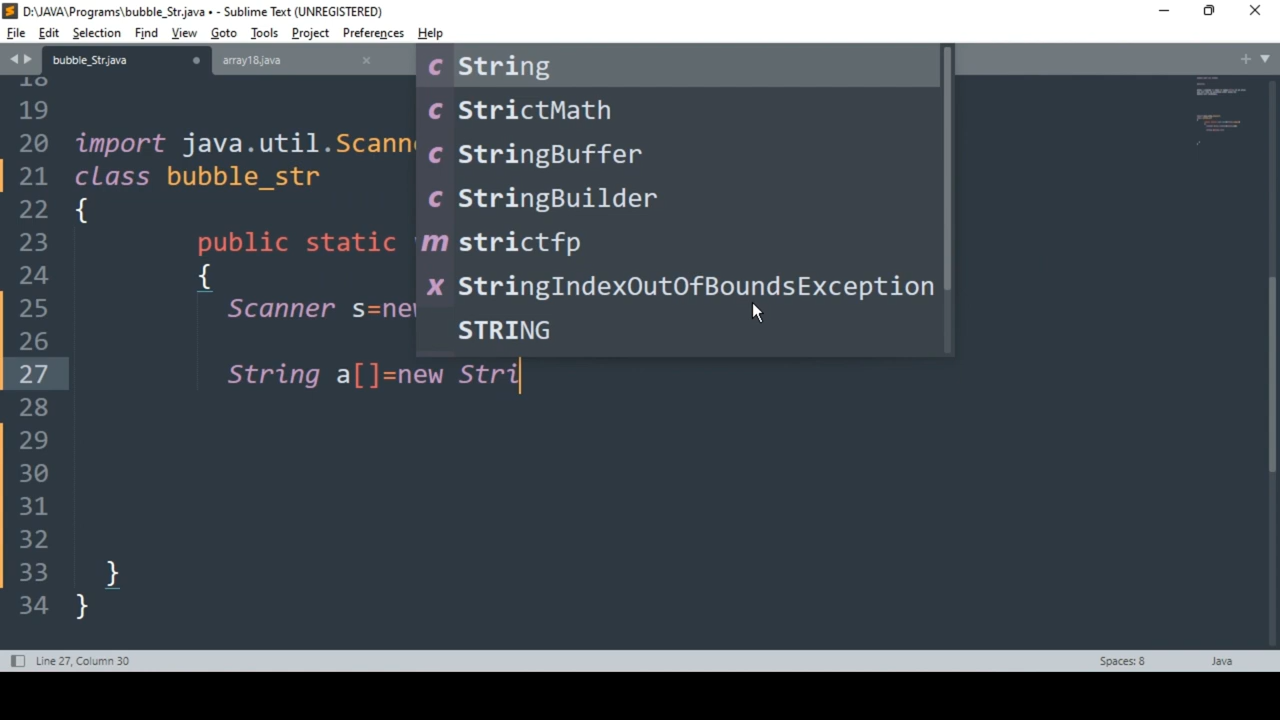 D:\JAVA\Programs\bubble_Str.java • - Sublime Text (UNREGISTERED)
File Edit Selection Find View Goto Tools Project Preferences Help
bubble_Str.java array18.java
18
19
20 import java.util.Scanne
21 class bubble_str
22 {
23 public static
24 {
25 Scanner s=new
26
27 String a[]=new Stri
28
29
30
31
32
33 }
34 }
c String
c StrictMath
c StringBuffer
c StringBuilder
m strictfp
x StringIndexOutOfBoundsException
STRING
Line 27, Column 30 Spaces: 8 Java